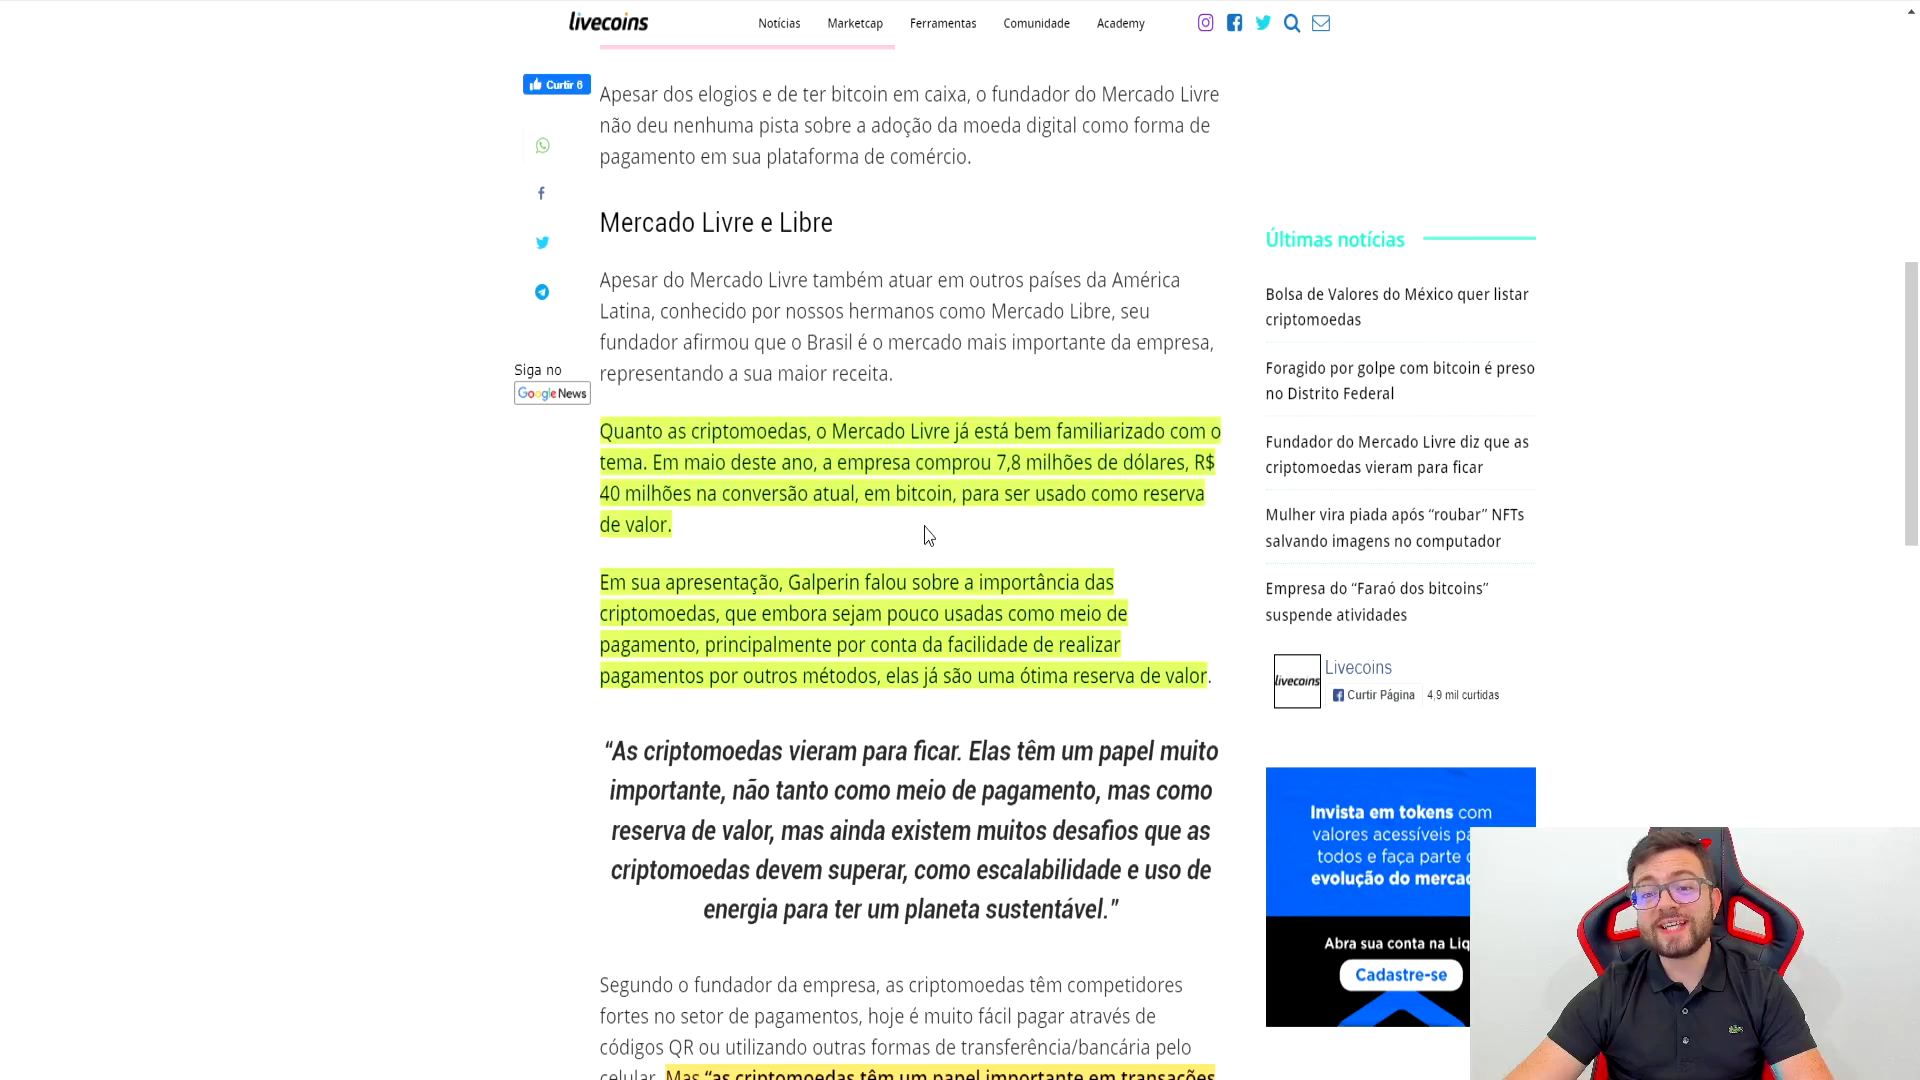 livecoins
Notícias
Marketcap
Ferramentas
Comunidade
Academy
Curtir 6
Apesar dos elogios e de ter bitcoin em caixa, o fundador do Mercado Livre
não deu nenhuma pista sobre a adoção da moeda digital como forma de
pagamento em sua plataforma de comércio.
Mercado Livre e Libre
Apesar do Mercado Livre também atuar em outros países da América
Latina, conhecido por nossos hermanos como Mercado Libre, seu
fundador afirmou que o Brasil é o mercado mais importante da empresa,
representando a sua maior receita.
Siga no
Google News
Quanto as criptomoedas, o Mercado Livre já está bem familiarizado com o
tema. Em maio deste ano, a empresa comprou 7,8 milhões de dólares, R$
40 milhões na conversão atual, em bitcoin, para ser usado como reserva
de valor.
Em sua apresentação, Galperin falou sobre a importância das
criptomoedas, que embora sejam pouco usadas como meio de
pagamento, principalmente por conta da facilidade de realizar
pagamentos por outros métodos, elas já são uma ótima reserva de valor.
“As criptomoedas vieram para ficar. Elas têm um papel muito
importante, não tanto como meio de pagamento, mas como
reserva de valor, mas ainda existem muitos desafios que as
criptomoedas devem superar, como escalabilidade e uso de
energia para ter um planeta sustentável."
Segundo o fundador da empresa, as criptomoedas têm competidores
fortes no setor de pagamentos, hoje é muito fácil pagar através de
códigos QR ou utilizando outras formas de transferência/bancária pelo
celular. Mas “as criptomoedas têm um papel importante em transações
Últimas notícias
Bolsa de Valores do México quer listar
criptomoedas
Foragido por golpe com bitcoin é preso
no Distrito Federal
Fundador do Mercado Livre diz que as
criptomoedas vieram para ficar
Mulher vira piada após “roubar” NFTs
salvando imagens no computador
Empresa do “Faraó dos bitcoins”
suspende atividades
livecoins
Livecoins
Curtir Página
4,9 mil curtidas
Invista em tokens com
valores acessíveis
todos e faça parte
evolução do
Abra sua conta na
Cadastre-se